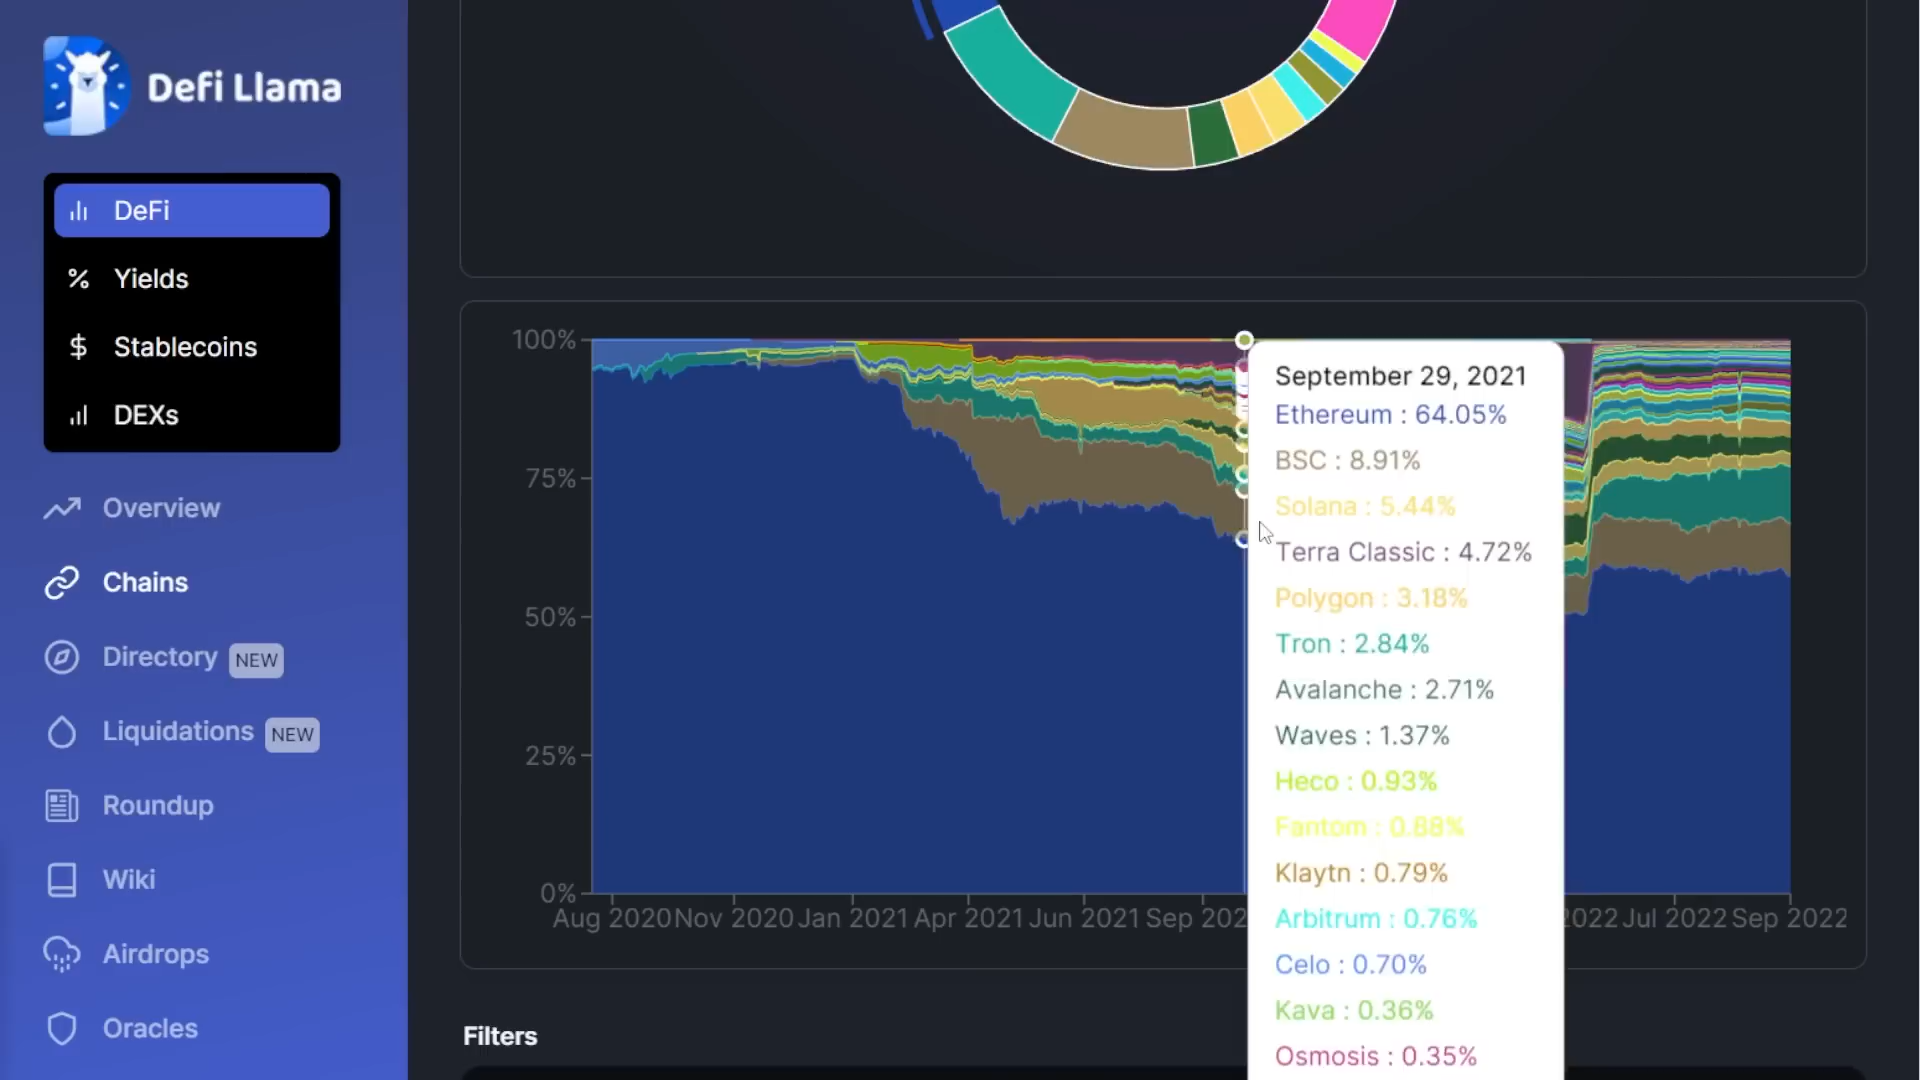 Defi Llama
DeFi
Yields
Stablecoins
DEXs
Overview
Chains
Directory NEW
Liquidations NEW
Roundup
Wiki
Airdrops
Oracles
100%
75%
50%
25%
0%
Aug 2020 Nov 2020 Jan 2021 Apr 2021 Jun 2021 Sep 202 2022 Jul 2022 Sep 2022
September 29, 2021
Ethereum : 64.05%
BSC : 8.91%
Solana : 5.44%
Terra Classic : 4.72%
Polygon : 3.18%
Tron : 2.84%
Avalanche : 2.71%
Waves : 1.37%
Heco : 0.93%
Fantom : 0.88%
Klaytn : 0.79%
Arbitrum : 0.76%
Celo : 0.70%
Kava : 0.36%
Osmosis : 0.35%
Filters